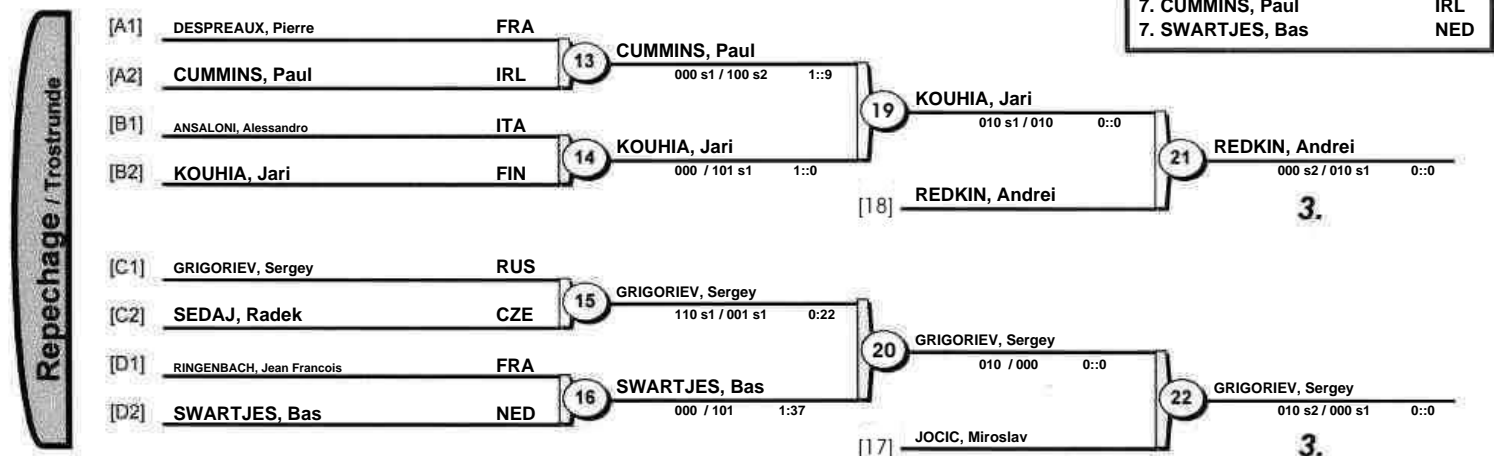 7. CUMMINS, Paul IRL
7. SWARTJES, Bas NED
Repechage / Trostrunde
[A1] DESPREAUX, Pierre FRA
13 CUMMINS, Paul
000 s1 / 100 s2 1::9
[A2] CUMMINS, Paul IRL
19 KOUHIA, Jari
010 s1 / 010 0::0
[B1] ANSALONI, Alessandro ITA
14 KOUHIA, Jari
000 / 101 s1 1::0
[B2] KOUHIA, Jari FIN
21 REDKIN, Andrei
000 s2 / 010 s1 0::0
[18] REDKIN, Andrei
3.
[C1] GRIGORIEV, Sergey RUS
15 GRIGORIEV, Sergey
110 s1 / 001 s1 0:22
[C2] SEDAJ, Radek CZE
20 GRIGORIEV, Sergey
010 / 000 0::0
[D1] RINGENBACH, Jean Francois FRA
16 SWARTJES, Bas
000 / 101 1:37
[D2] SWARTJES, Bas NED
22 GRIGORIEV, Sergey
010 s2 / 000 s1 0::0
[17] JOCIC, Miroslav
3.